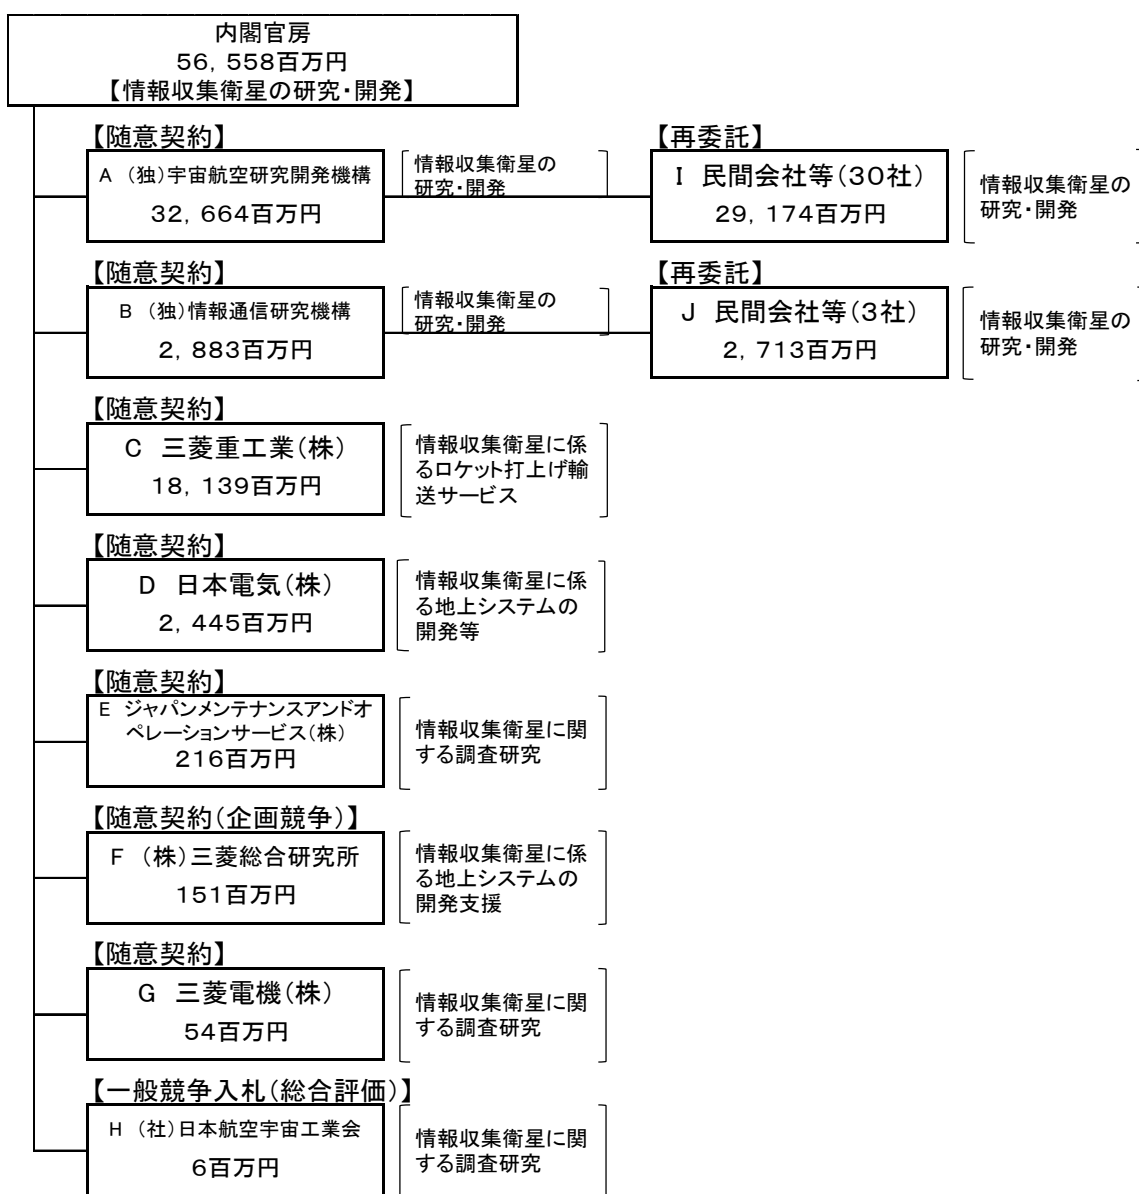 内閣官房
56，558百万円
【情報収集衛星の研究・開発】
【随意契約】
A （独）宇宙航空研究開発機構
32，664百万円
情報収集衛星の
研究・開発
【再委託】
I 民間会社等（30社）
29，174百万円
情報収集衛星の
研究・開発
【随意契約】
B （独）情報通信研究機構
2，883百万円
情報収集衛星の
研究・開発
【再委託】
J 民間会社等（3社）
2，713百万円
情報収集衛星の
研究・開発
【随意契約】
C 三菱重工業（株）
18，139百万円
情報収集衛星に係
るロケット打上げ輸
送サービス
【随意契約】
D 日本電気（株）
2，445百万円
情報収集衛星に係
る地上システムの
開発等
【随意契約】
E ジャパンメンテナンスアンドオ
ペレーションサービス（株）
216百万円
情報収集衛星に関
する調査研究
【随意契約（企画競争）】
F （株）三菱総合研究所
151百万円
情報収集衛星に係
る地上システムの
開発支援
【随意契約】
G 三菱電機（株）
54百万円
情報収集衛星に関
する調査研究
【一般競争入札（総合評価）】
H （社）日本航空宇宙工業会
6百万円
情報収集衛星に関
する調査研究